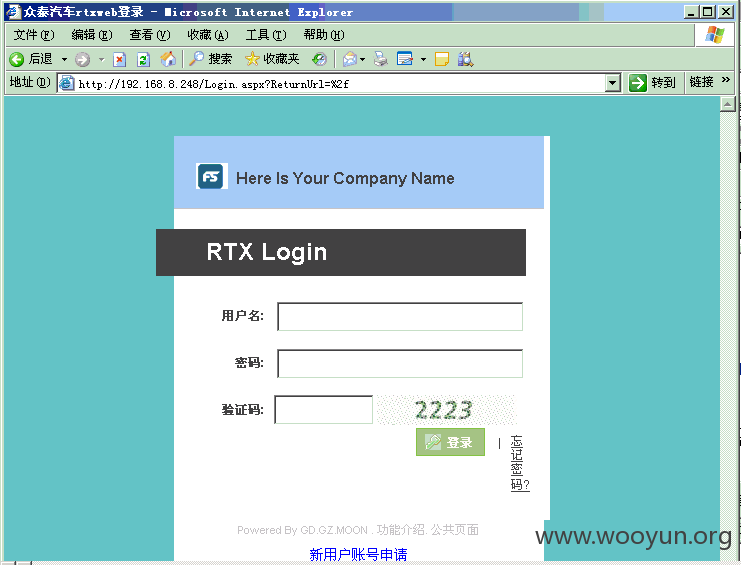 众泰汽车rtxweb登录 - Microsoft Internet Explorer
文件(F) 编辑(E) 查看(V) 收藏(A) 工具(T) 帮助(H)
后退 搜索 收藏夹
地址(D) http://192.168.8.248/Login.aspx?ReturnUrl=%2f 转到 链接 »
FS Here Is Your Company Name
RTX Login
用户名:
密码:
验证码: 2223
登录 | 忘记密码?
Powered By GD.GZ.MOON . 功能介绍. 公共页面
www.wooyun.org
新用户账号申请